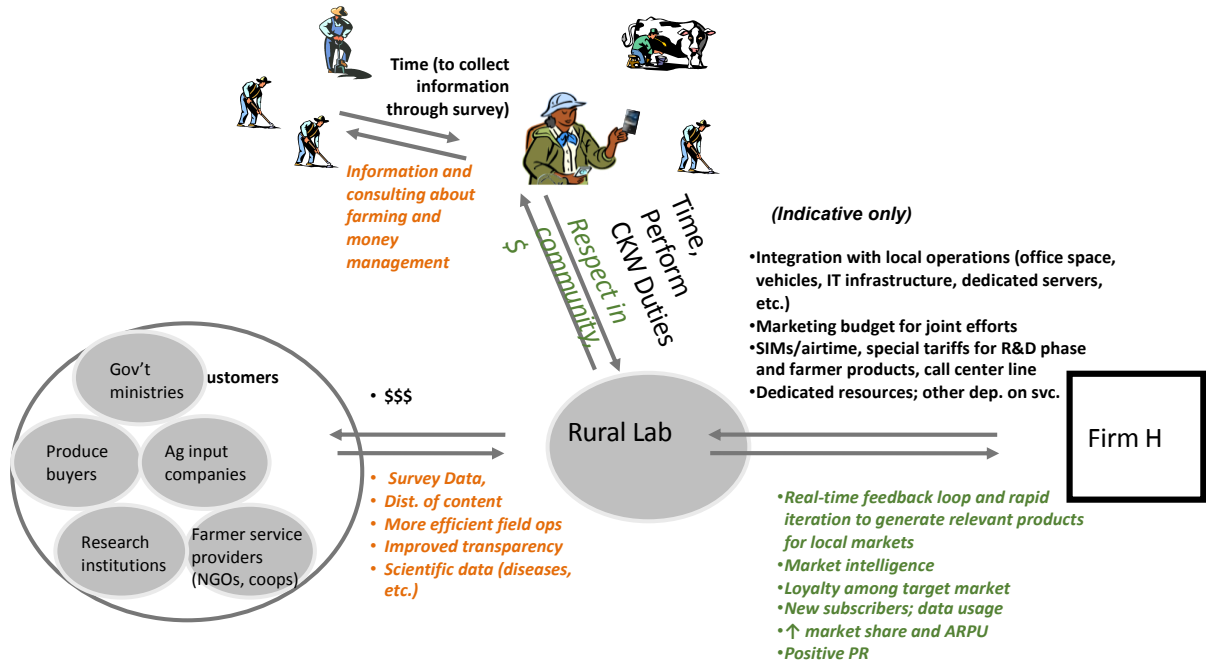 Time (to collect
information
through survey)
Information and
consulting about
farming and
money
management
$
community,
Respect in
Time,
Perform
CKW Duties
(Indicative only)
•Integration with local operations (office space,
vehicles, IT infrastructure, dedicated servers,
etc.)
•Marketing budget for joint efforts
•SIMs/airtime, special tariffs for R&D phase
and farmer products, call center line
•Dedicated resources; other dep. on svc.
Gov't
ministries
ustomers
Produce
buyers
Ag input
companies
Research
institutions
Farmer service
providers
(NGOs, coops)
• $$$
• Survey Data,
• Dist. of content
• More efficient field ops
• Improved transparency
• Scientific data (diseases,
etc.)
Rural Lab
Firm H
•Real-time feedback loop and rapid
iteration to generate relevant products
for local markets
•Market intelligence
•Loyalty among target market
•New subscribers; data usage
•↑ market share and ARPU
•Positive PR